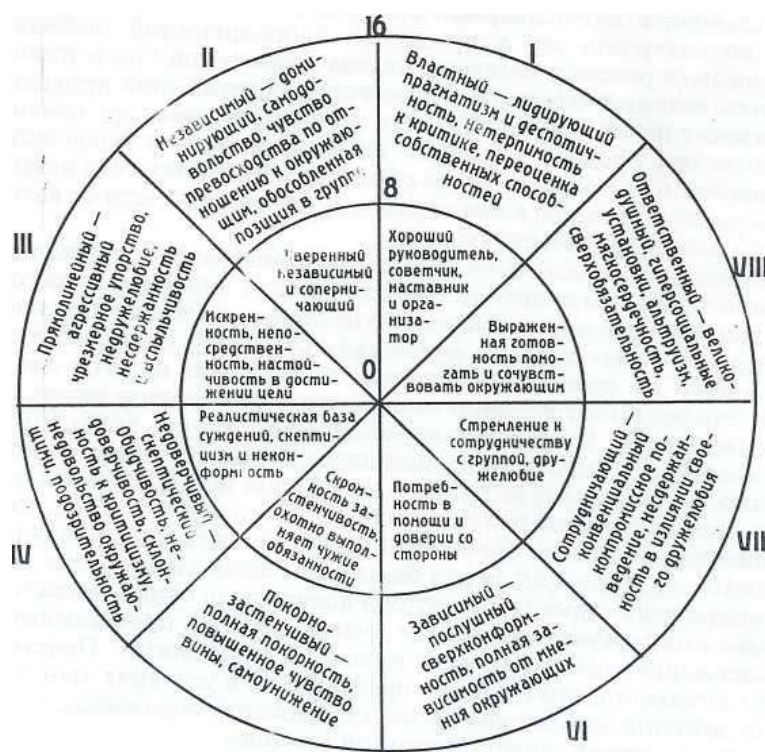 16
II
I
Независимый — доми-
нирующий, самодо-
вольство, чувство
превосходства по от-
ношению к окружаю-
щим, обособленная
позиция в группе
Властный — лидирующий
прагматизм и деспотич-
ность, нетерпимость
к критике, переоценка
собственных способ-
ностей
8
III
VIII
Прямолинейный —
агрессивный
чрезмерное упорство,
недружелюбие,
несдержанность
и вспыльчивость
Уверенный
независимый
и соперни-
чающий
Хороший
руководитель,
советчик,
наставник
и орга-
низа-
тор
Ответственный — велико-
душный, гиперсоциальные
установки, альтруизм
мягкосердечность,
сверхобязательность
Искрен-
ность, непо-
средствен-
ность, настой-
чивость в дости-
жении цели
Выражен-
ная готов-
ность помо-
гать и сочувст-
вовать окружающим
0
Реалистическая база
суждений, скепти-
цизм и некон-
формность
Стремление к
сотрудничеству
с группой, дру-
желюбие
Недоверчивый —
скептический
Обидчивость, не-
доверчивость, склон-
ность к критицизму,
недовольство окружаю-
щими, подозрительность
Скром-
ность за-
стенчивость,
охотно выпол-
няет чужие
обязанности
Потреб-
ность в
помощи и
доверии со
стороны
Сотрудничающий —
конвенциальный
компромиссное по-
ведение, несдержан-
ность в излиянии свое-
го дружелюбия
IV
VII
Покорно-
застенчивый —
полная покорность,
повышенное чувство
вины, самоунижение
Зависимый —
послушный
сверхконформ-
ность, полная за-
висимость от мне-
ния окружающих
VI